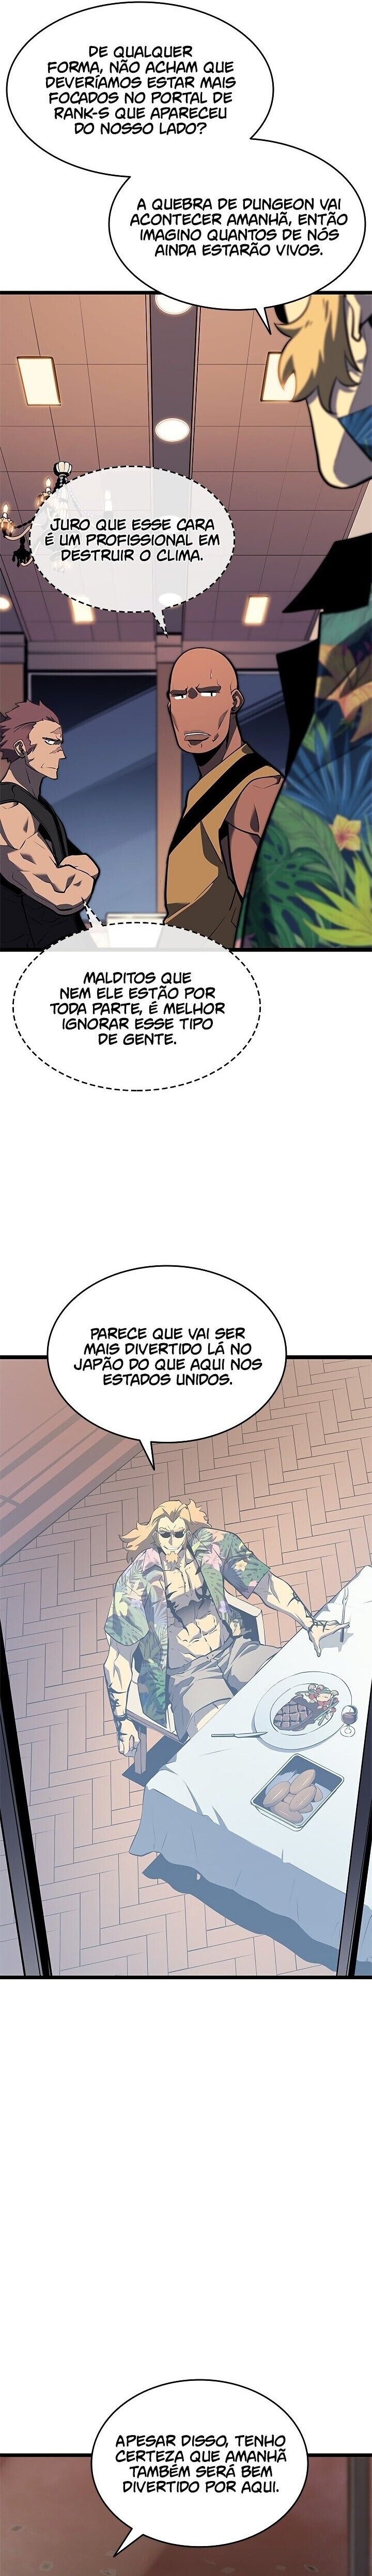 DE QUALQUER
FORMA, NÃO ACHAM QUE
DEVERÍAMOS ESTAR MAIS
FOCADOS NO PORTAL DE
RANK-S QUE APARECEU
DO NOSSO LADO?
A QUEBRA DE DUNGEON VAI
ACONTECER AMANHÃ, ENTÃO
IMAGINO QUANTOS DE NÓS
AINDA ESTARÃO VIVOS.
JURO QUE ESSE CARA
É UM PROFISSIONAL EM
DESTRUIR O CLIMA.
MALDITOS QUE
NEM ELE ESTÃO POR
TODA PARTE, É MELHOR
IGNORAR ESSE TIPO
DE GENTE.
PARECE QUE VAI SER
MAIS DIVERTIDO LÁ NO
JAPÃO DO QUE AQUI NOS
ESTADOS UNIDOS.
APESAR DISSO, TENHO
CERTEZA QUE AMANHÃ
TAMBÉM SERÁ BEM
DIVERTIDO POR AQUI.